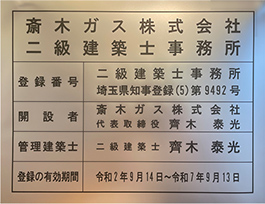 斎木ガス株式会社
二級建築士事務所
登録番号
二級建築士事務所
埼玉県知事登録(5)第9492号
開設者
斎木ガス株式会社
代表取締役 齊木 泰光
管理建築士
二級建築士 齊木 泰光
登録の有効期間
令和2年9月14日〜令和7年9月13日